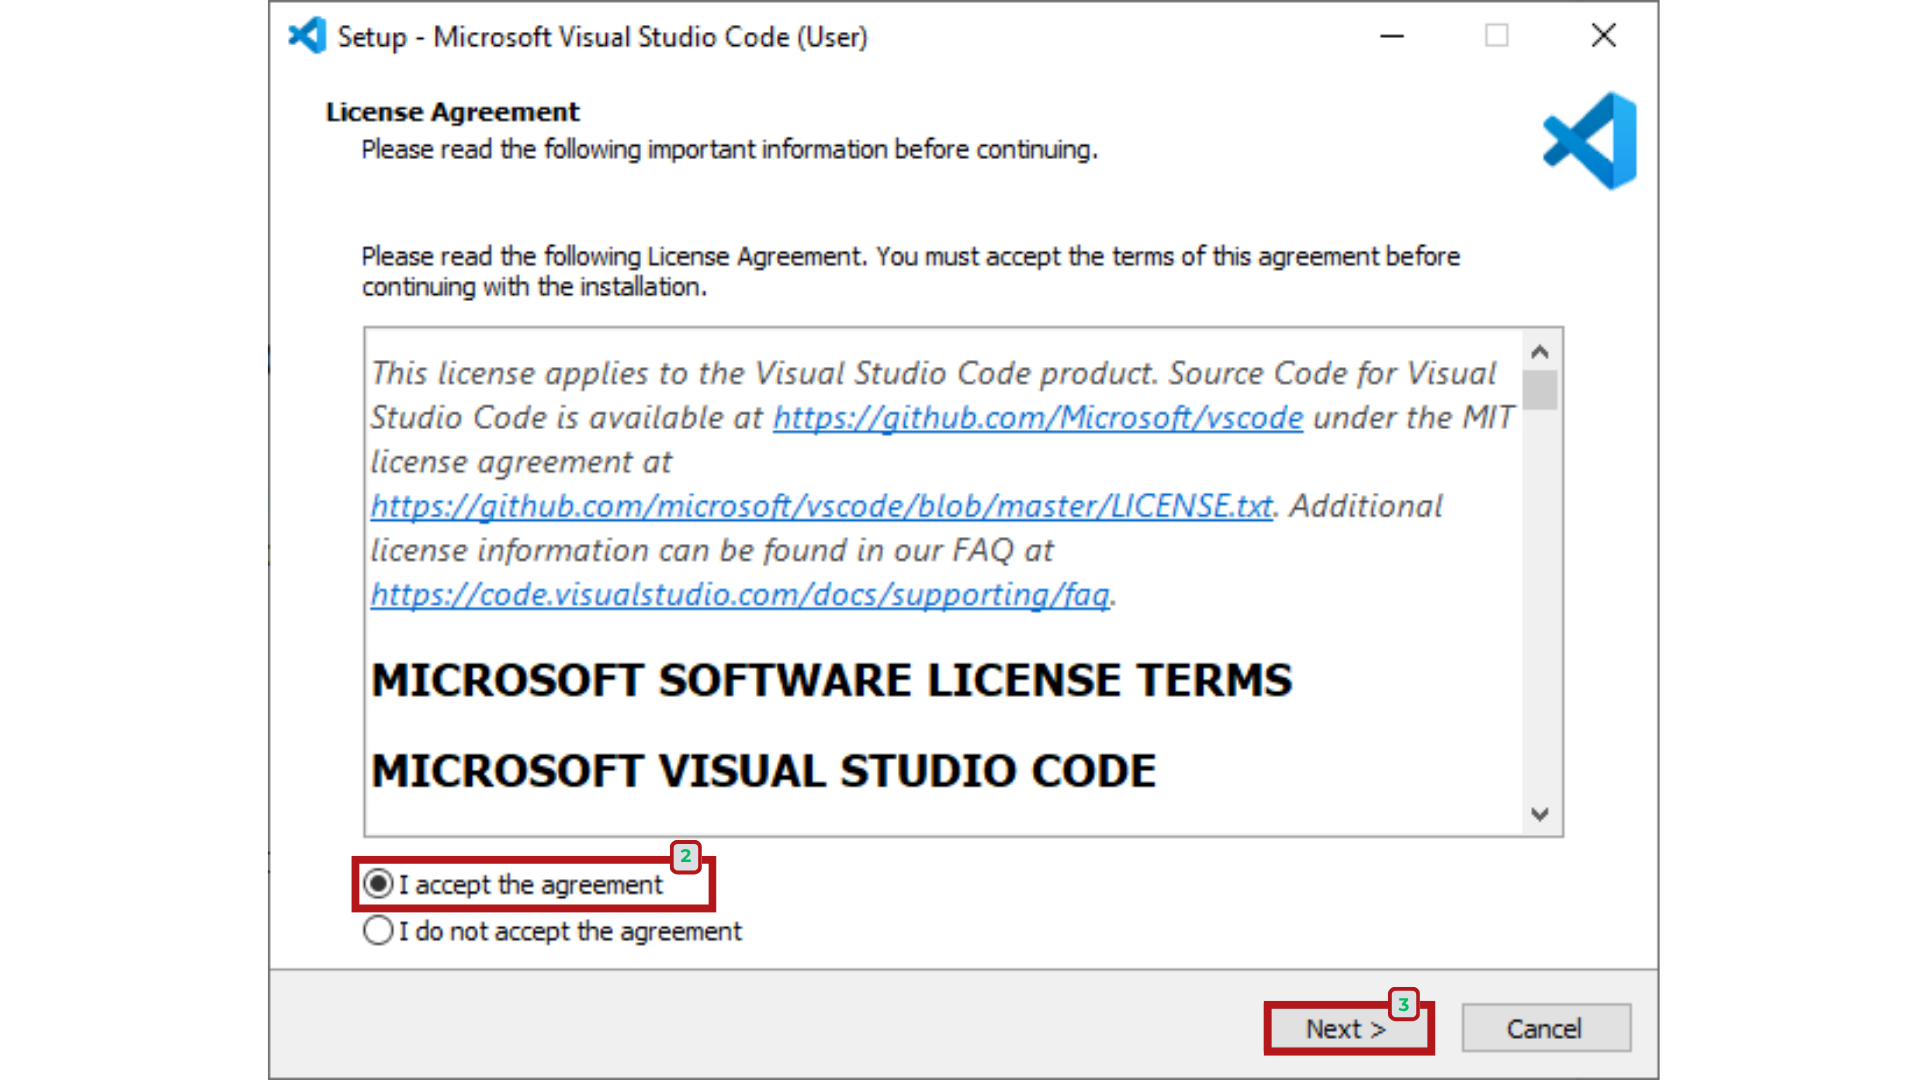 Setup - Microsoft Visual Studio Code (User)
License Agreement
Please read the following important information before continuing.
Please read the following License Agreement. You must accept the terms of this agreement before
continuing with the installation.
This license applies to the Visual Studio Code product. Source Code for Visual
Studio Code is available at https://github.com/Microsoft/vscode under the MIT
license agreement at
https://github.com/microsoft/vscode/blob/master/LICENSE.txt. Additional
license information can be found in our FAQ at
https://code.visualstudio.com/docs/supporting/faq.
MICROSOFT SOFTWARE LICENSE TERMS
MICROSOFT VISUAL STUDIO CODE
2
I accept the agreement
I do not accept the agreement
3
Next >
Cancel